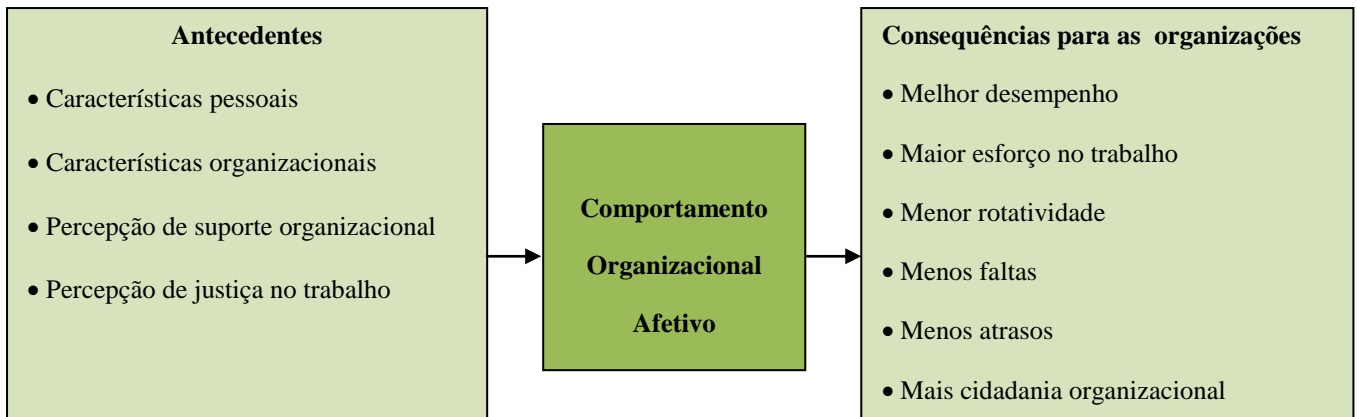 Antecedentes
• Características pessoais
• Características organizacionais
• Percepção de suporte organizacional
• Percepção de justiça no trabalho
Comportamento
Organizacional
Afetivo
Consequências para as organizações
• Melhor desempenho
• Maior esforço no trabalho
• Menor rotatividade
• Menos faltas
• Menos atrasos
• Mais cidadania organizacional